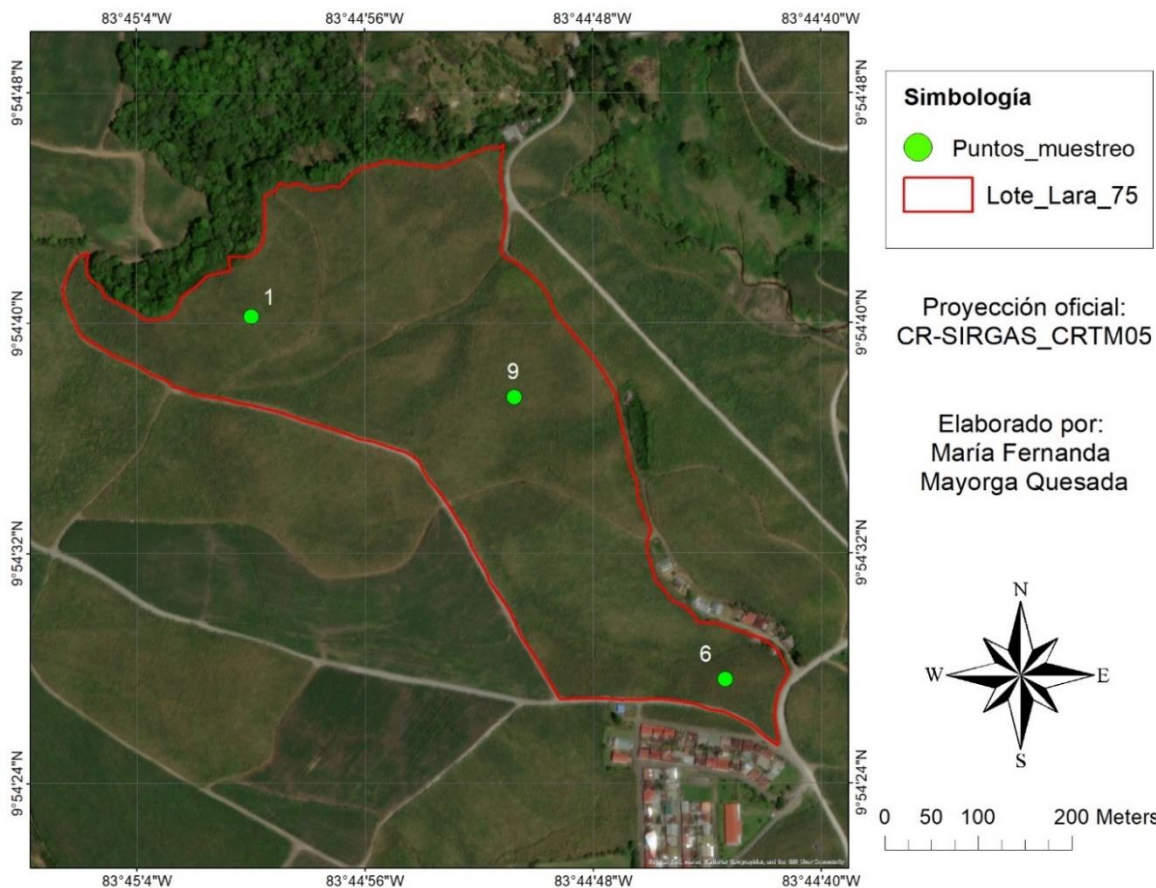 83°45'4"W 83°44'56"W 83°44'48"W 83°44'40"W
9°54'48"N 9°54'48"N
Simbología
Puntos_muestreo
Lote_Lara_75
1
9°54'40"N 9°54'40"N
Proyección oficial:
CR-SIRGAS_CRTM05
9
Elaborado por:
María Fernanda
Mayorga Quesada
9°54'32"N 9°54'32"N
6
N
W E
S
9°54'24"N 9°54'24"N
0 50 100 200 Meters
83°45'4"W 83°44'56"W 83°44'48"W 83°44'40"W